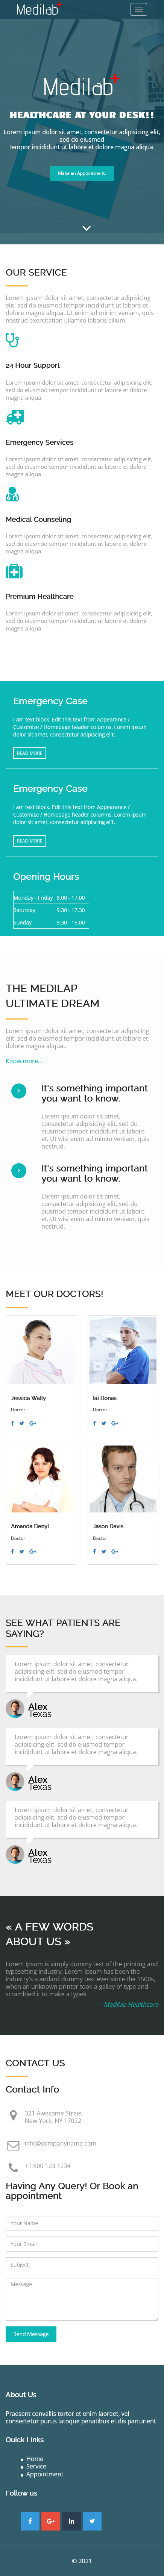 Medilab
Medilab
HEALTHCARE AT YOUR DESK!!
Lorem ipsum dolor sit amet, consectetur adipisicing elit,
sed do eiusmod
tempor incididunt ut labore et dolore magna aliqua.
Make an Appointment.
OUR SERVICE
Lorem ipsum dolor sit amet, consectetur adipisicing
elit, sed do eiusmod tempor incididunt ut labore et
dolore magna aliqua. Ut enim ad minim veniam, quis
nostrud exercitation ullamco laboris cillum.
24 Hour Support
Lorem ipsum dolor sit amet, consectetur adipisicing elit,
sed do eiusmod tempor incididunt ut labore et dolore
magna aliqua.
Emergency Services
Lorem ipsum dolor sit amet, consectetur adipisicing elit,
sed do eiusmod tempor incididunt ut labore et dolore
magna aliqua.
Medical Counseling
Lorem ipsum dolor sit amet, consectetur adipisicing elit,
sed do eiusmod tempor incididunt ut labore et dolore
magna aliqua.
Premium Healthcare
Lorem ipsum dolor sit amet, consectetur adipisicing elit,
sed do eiusmod tempor incididunt ut labore et dolore
magna aliqua.
Emergency Case
I am text block. Edit this text from Appearance /
Customize / Homepage header columns. Lorem ipsum
dolor sit amet, consectetur adipiscing elit.
READ MORE
Emergency Case
I am text block. Edit this text from Appearance /
Customize / Homepage header columns. Lorem ipsum
dolor sit amet, consectetur adipiscing elit.
READ MORE
Opening Hours
Monday - Friday 8.00 - 17.00
Saturday 9.30 - 17.30
Sunday 9.30 - 15.00
THE MEDILAP
ULTIMATE DREAM
Lorem ipsum dolor sit amet, consectetur adipisicing
elit, sed do eiusmod tempor incididunt ut labore et
dolore magna aliqua..
Know more..
It's something important
you want to know.
Lorem ipsum dolor sit amet,
consectetur adipisicing elit, sed do
eiusmod tempor incididunt ut labore
et. Ut wisi enim ad minim veniam, quis
nostrud.
It's something important
you want to know.
Lorem ipsum dolor sit amet,
consectetur adipisicing elit, sed do
eiusmod tempor incididunt ut labore
et. Ut wisi enim ad minim veniam, quis
nostrud.
MEET OUR DOCTORS!
Jessica Wally
Doctor
Iai Donas
Doctor
Amanda Denyl
Doctor
Jason Davis
Doctor
SEE WHAT PATIENTS ARE
SAYING?
Lorem ipsum dolor sit amet, consectetur
adipisicing elit, sed do eiusmod tempor
incididunt ut labore et dolore magna aliqua.
Alex
Texas
Lorem ipsum dolor sit amet, consectetur
adipisicing elit, sed do eiusmod tempor
incididunt ut labore et dolore magna aliqua.
Alex
Texas
Lorem ipsum dolor sit amet, consectetur
adipisicing elit, sed do eiusmod tempor
incididunt ut labore et dolore magna aliqua.
Alex
Texas
« A FEW WORDS
ABOUT US »
Lorem Ipsum is simply dummy text of the printing and
typesetting industry. Lorem Ipsum has been the
industry's standard dummy text ever since the 1500s,
when an unknown printer took a galley of type and
scrambled it to make a typek
— Medilap Healthcare
CONTACT US
Contact Info
321 Awesome Street
New York, NY 17022
info@companyname.com
+1 800 123 1234
Having Any Query! Or Book an
appointment
Your Name
Your Email
Subject
Message
Send Message
About Us
Praesent convallis tortor et enim laoreet, vel
consectetur purus latoque penatibus et dis parturient.
Quick Links
Home
Service
Appointment
Follow us
© 2021